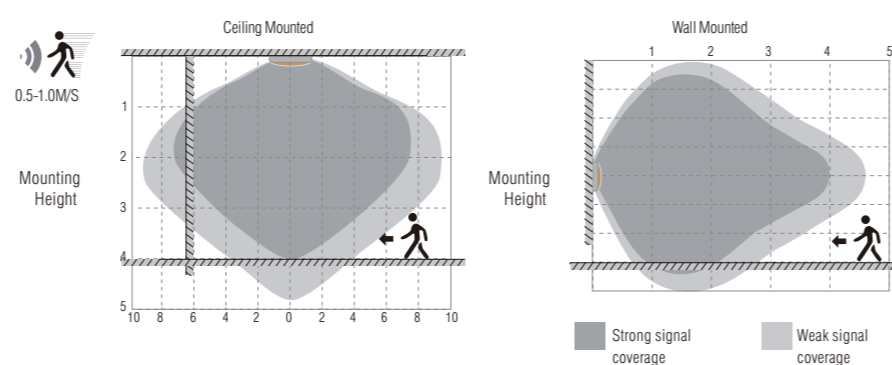 Ceiling Mounted
Wall Mounted
0.5-1.0M/S
Mounting
Height
1
2
3
4
5
10 8 6 4 2 0 2 4 6 8 10
Mounting
Height
1 2 3 4 5
Strong signal
coverage
Weak signal
coverage